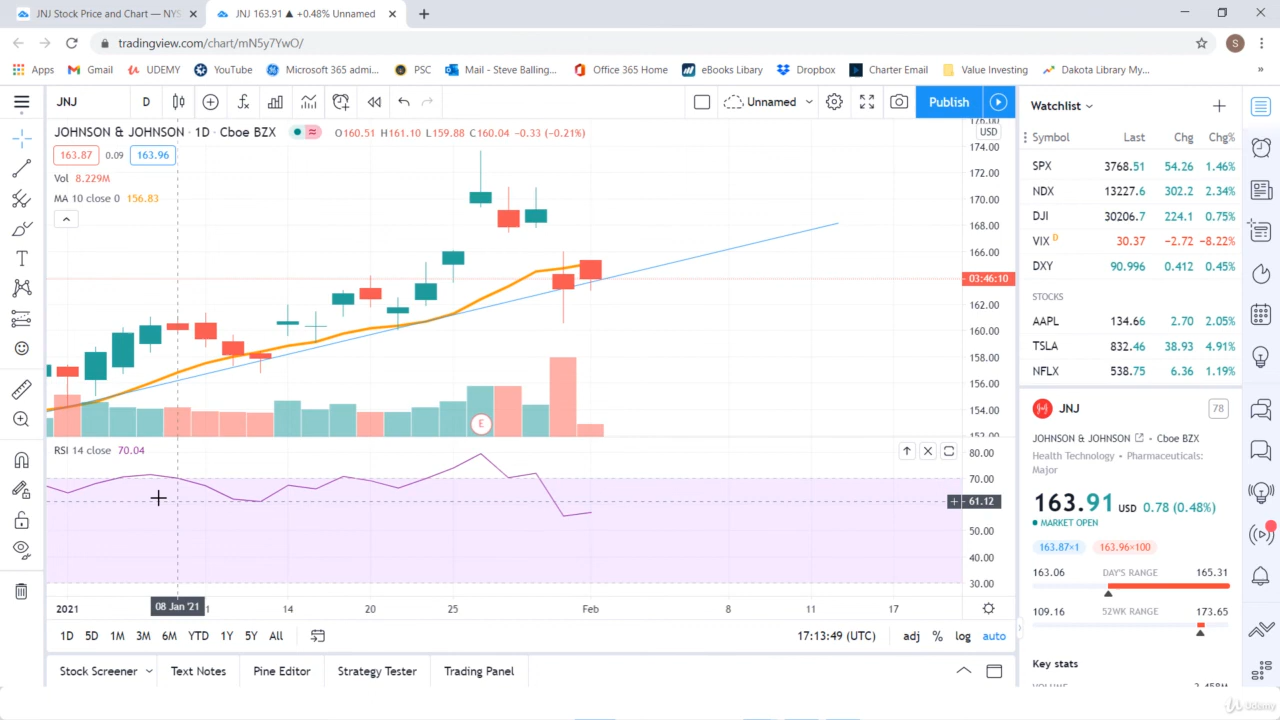 JNJ Stock Price and Chart — NYS
JNJ 163.91 ▲ +0.48% Unnamed
tradingview.com/chart/mN5y7YwO/
S
Apps
Gmail
UDEMY
YouTube
Microsoft 365 admi...
PSC
Mail - Steve Balling...
Office 365 Home
eBooks Libary
Dropbox
Charter Email
Value Investing
Dakota Library My...
»
JNJ
D
Unnamed
Publish
Watchlist
JOHNSON & JOHNSON · 1D · Cboe BZX
O160.51 H161.10 L159.88 C160.04 −0.33 (−0.21%)
163.87 0.09 163.96
Vol 8.229M
MA 10 close 0 156.83
176.00
USD
174.00
172.00
170.00
168.00
166.00
03:46:10
162.00
160.00
158.00
156.00
154.00
152.00
E
RSI 14 close 70.04
80.00
70.00
61.12
50.00
40.00
30.00
2021
08 Jan '21
14
20
25
Feb
8
11
17
1D 5D 1M 3M 6M YTD 1Y 5Y All
17:13:49 (UTC)
adj % log auto
Stock Screener
Text Notes
Pine Editor
Strategy Tester
Trading Panel
Symbol Last Chg Chg%
SPX 3768.51 54.26 1.46%
NDX 13227.6 302.2 2.34%
DJI 30206.7 224.1 0.75%
VIX D 30.37 −2.72 −8.22%
DXY 90.996 0.412 0.45%
STOCKS
AAPL 134.66 2.70 2.05%
TSLA 832.46 38.93 4.91%
NFLX 538.75 6.36 1.19%
JNJ
78
JOHNSON & JOHNSON · Cboe BZX
Health Technology • Pharmaceuticals:
Major
163.91 USD 0.78 (0.48%)
MARKET OPEN
163.87×1 163.96×100
163.06 DAY'S RANGE 165.31
109.16 52WK RANGE 173.65
Key stats
Udemy